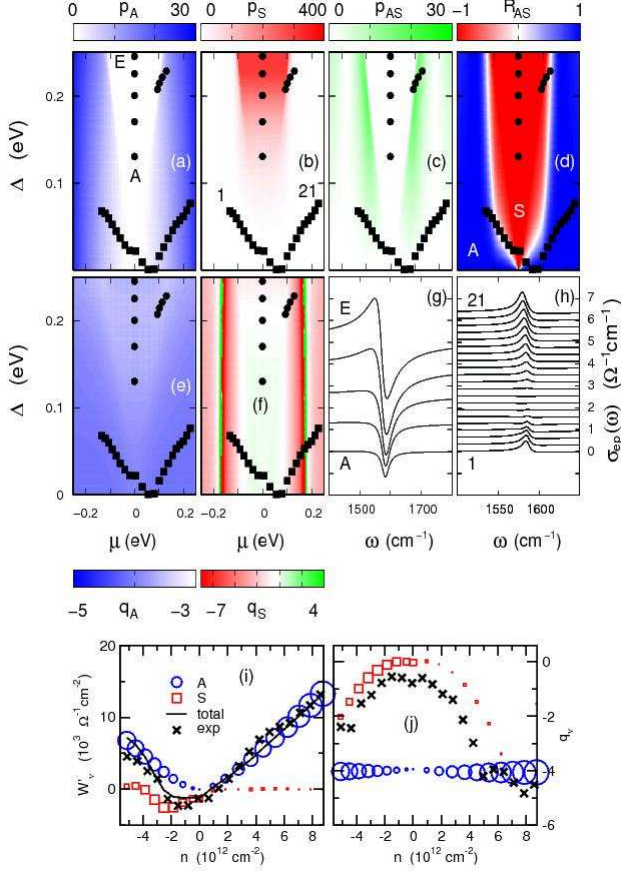 0 p_A 30
0 p_S 400
0 p_AS 30
−1 R_AS 1
Δ (eV)
0.2
0.1
0
E
A
(a)
(b)
1
21
(c)
(d)
S
A
Δ (eV)
0.2
0.1
0
(e)
(f)
(g)
E
A
(h)
21
1
7
6
5
4
3
2
1
0
σ_ep(ω) (Ω⁻¹cm⁻¹)
−0.2 0 0.2
μ (eV)
−0.2 0 0.2
μ (eV)
1500 1700
ω (cm⁻¹)
1520 1600
ω (cm⁻¹)
−5 q_A −3
−7 q_S 4
W'_ν (10³ Ω⁻¹cm⁻²)
20
10
0
(i)
A
S
total
exp
-4 -2 0 2 4 6 8
n (10¹² cm⁻²)
(j)
0
-2
-4
-6
q_ν
-4 -2 0 2 4 6 8
n (10¹² cm⁻²)